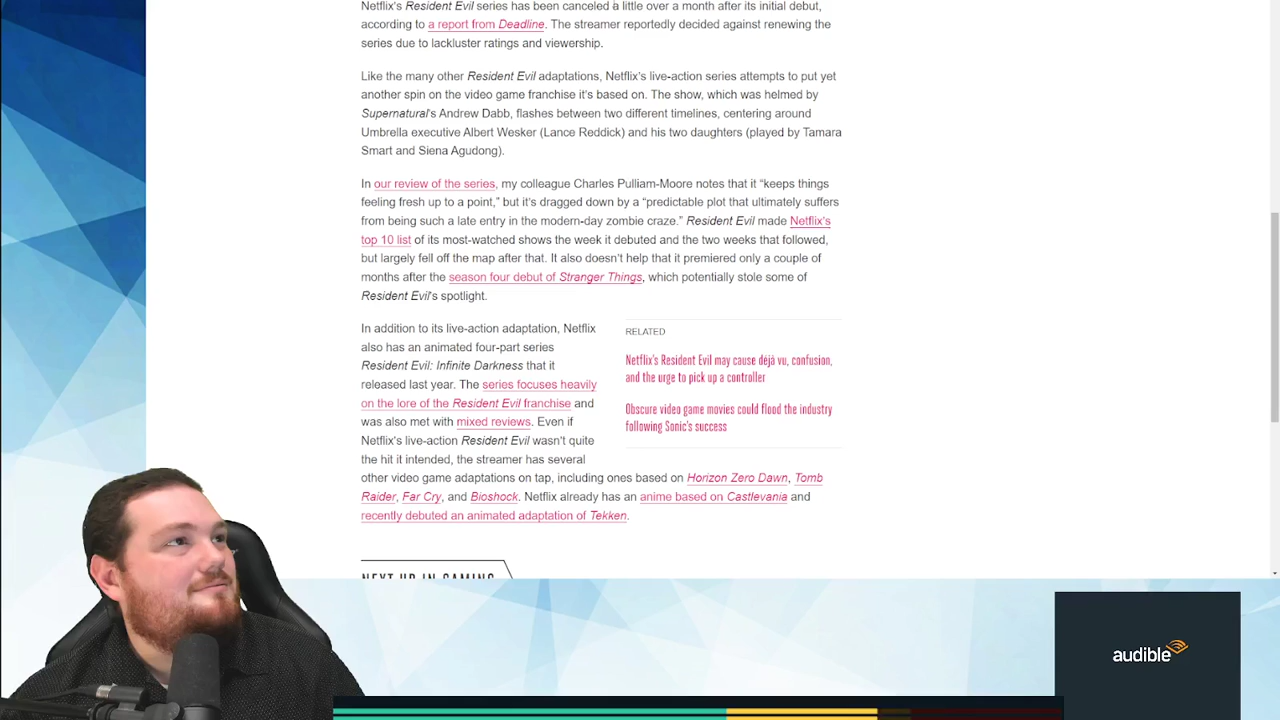 Netflix's Resident Evil series has been canceled a little over a month after its initial debut,
according to a report from Deadline. The streamer reportedly decided against renewing the
series due to lackluster ratings and viewership.
Like the many other Resident Evil adaptations, Netflix's live-action series attempts to put yet
another spin on the video game franchise it's based on. The show, which was helmed by
Supernatural's Andrew Dabb, flashes between two different timelines, centering around
Umbrella executive Albert Wesker (Lance Reddick) and his two daughters (played by Tamara
Smart and Siena Agudong).
In our review of the series, my colleague Charles Pulliam-Moore notes that it “keeps things
feeling fresh up to a point,” but it's dragged down by a “predictable plot that ultimately suffers
from being such a late entry in the modern-day zombie craze.” Resident Evil made Netflix's
top 10 list of its most-watched shows the week it debuted and the two weeks that followed,
but largely fell off the map after that. It also doesn't help that it premiered only a couple of
months after the season four debut of Stranger Things, which potentially stole some of
Resident Evil's spotlight.
In addition to its live-action adaptation, Netflix
also has an animated four-part series
Resident Evil: Infinite Darkness that it
released last year. The series focuses heavily
on the lore of the Resident Evil franchise and
was also met with mixed reviews. Even if
Netflix's live-action Resident Evil wasn't quite
the hit it intended, the streamer has several
other video game adaptations on tap, including ones based on Horizon Zero Dawn, Tomb
Raider, Far Cry, and Bioshock. Netflix already has an anime based on Castlevania and
recently debuted an animated adaptation of Tekken.
RELATED
Netflix's Resident Evil may cause déjà vu, confusion,
and the urge to pick up a controller
Obscure video game movies could flood the industry
following Sonic's success
NEXT UP IN GAMING
audible